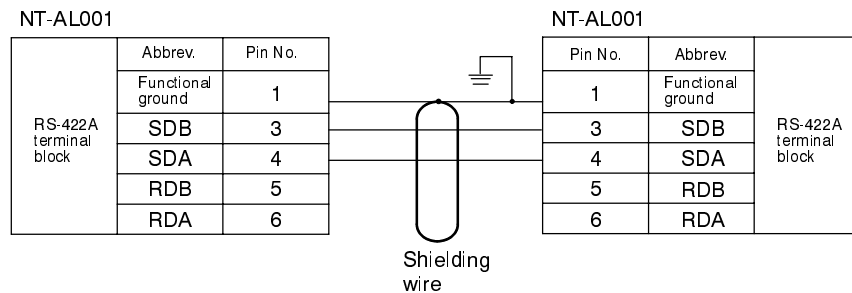 NT-AL001
NT-AL001
Abbrev. Pin No.
Pin No. Abbrev.
Functional
ground
1
1
Functional
ground
RS-422A
terminal
block
SDB 3
3 SDB
RS-422A
terminal
block
SDA 4
4 SDA
RDB 5
5 RDB
RDA 6
6 RDA
Shielding
wire